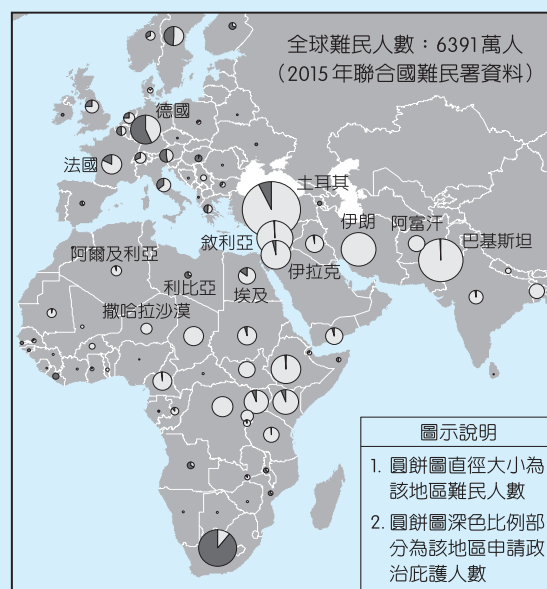 全球難民人數：6391萬人
（2015年聯合國難民署資料）
德國
法國
土耳其
敘利亞
伊拉克
伊朗
阿富汗
巴基斯坦
阿爾及利亞
利比亞
埃及
撒哈拉沙漠
圖示說明
1. 圓餅圖直徑大小為
該地區難民人數
2. 圓餅圖深色比例部
分為該地區申請政
治庇護人數